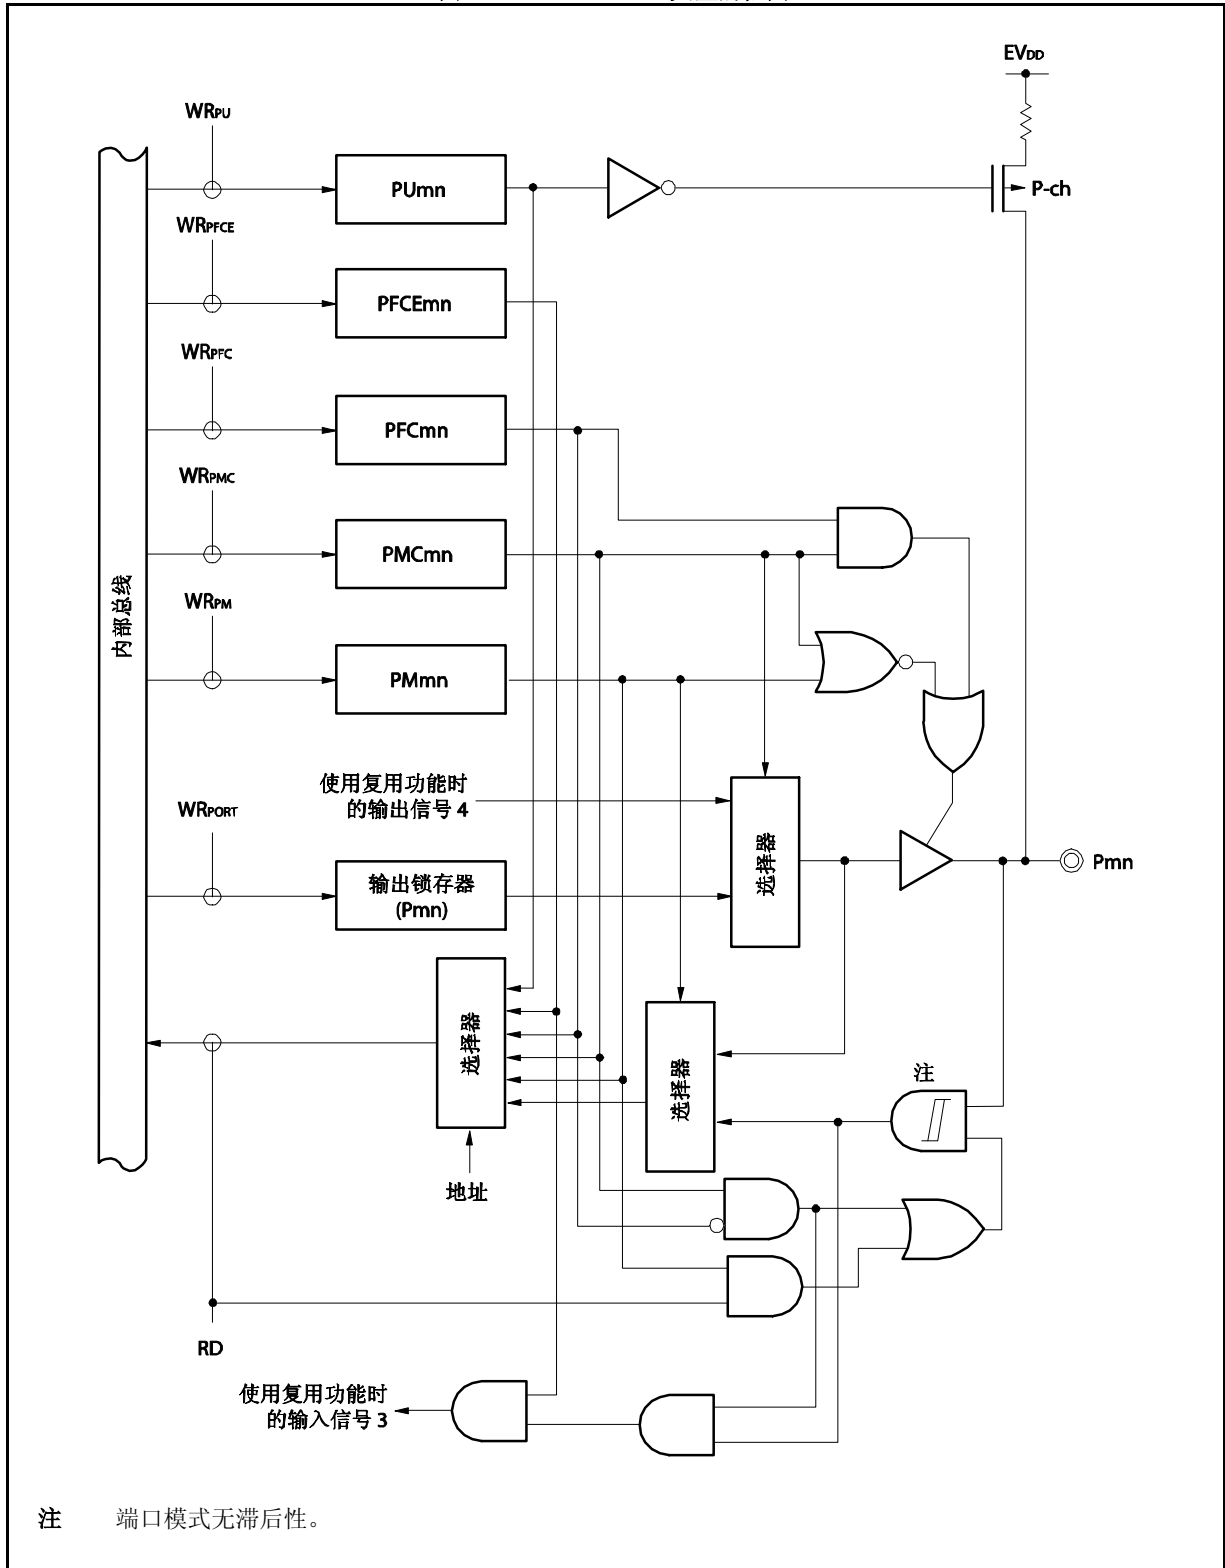 EVDD
WRPU
PUmn
P-ch
WRPFCE
PFCEmn
WRPFC
PFCmn
WRPMC
PMCmn
内部总线
WRPM
PMmn
使用复用功能时
的输出信号 4
WRPORT
选择器
Pmn
输出锁存器
(Pmn)
选择器
选择器
注
地址
RD
使用复用功能时
的输入信号 3
注 端口模式无滞后性。